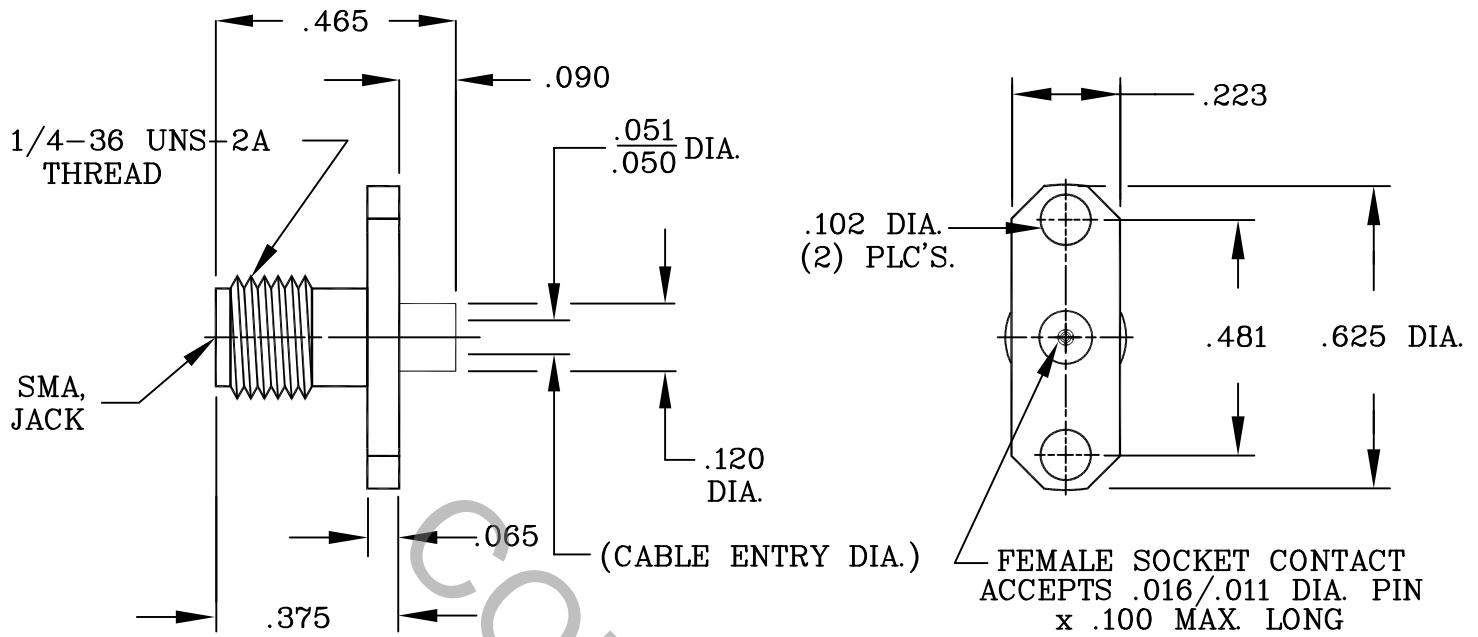 .465
.090
1/4-36 UNS-2A
THREAD
.051
.050 DIA.
.223
.102 DIA.
(2) PLC'S.
.481
.625 DIA.
SMA,
JACK
.120
DIA.
.065
(CABLE ENTRY DIA.)
.375
FEMALE SOCKET CONTACT
ACCEPTS .016/.011 DIA. PIN
x .100 MAX. LONG